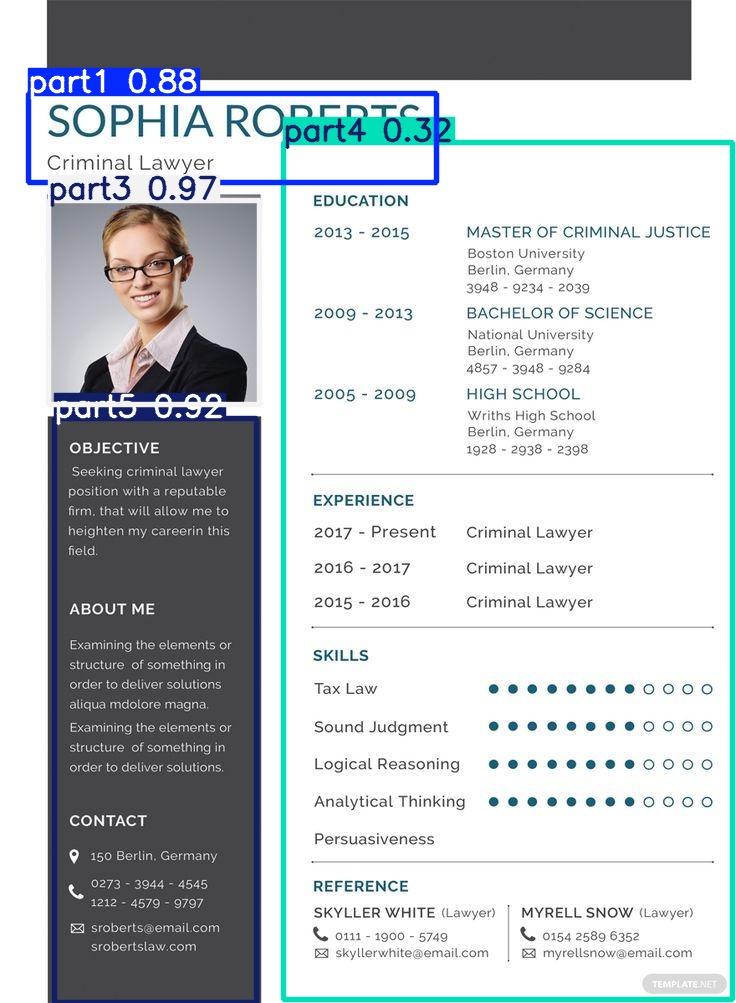 part1 0.88
SOPHIA ROBERTS
Criminal Lawyer
part3 0.97
part5 0.92
OBJECTIVE
Seeking criminal lawyer
position with a reputable
firm, that will allow me to
heighten my careerin this
field.
ABOUT ME
Examining the elements or
structure of something in
order to deliver solutions
aliqua mdolore magna.
Examining the elements or
structure of something in
order to deliver solutions.
CONTACT
150 Berlin, Germany
0273 - 3944 - 4545
1212 - 4579 - 9797
sroberts@email.com
srobertslaw.com
part4 0.32
EDUCATION
2013 - 2015 MASTER OF CRIMINAL JUSTICE
Boston University
Berlin, Germany
3948 - 9234 - 2039
2009 - 2013 BACHELOR OF SCIENCE
National University
Berlin, Germany
4857 - 3948 - 9284
2005 - 2009 HIGH SCHOOL
Wriths High School
Berlin, Germany
1928 - 2938 - 2398
EXPERIENCE
2017 - Present Criminal Lawyer
2016 - 2017 Criminal Lawyer
2015 - 2016 Criminal Lawyer
SKILLS
Tax Law
Sound Judgment
Logical Reasoning
Analytical Thinking
Persuasiveness
REFERENCE
SKYLLER WHITE (Lawyer)
0111 - 1900 - 5749
skyllerwhite@email.com
MYRELL SNOW (Lawyer)
0154 2589 6352
myrellsnow@email.com
TEMPLATE.NET